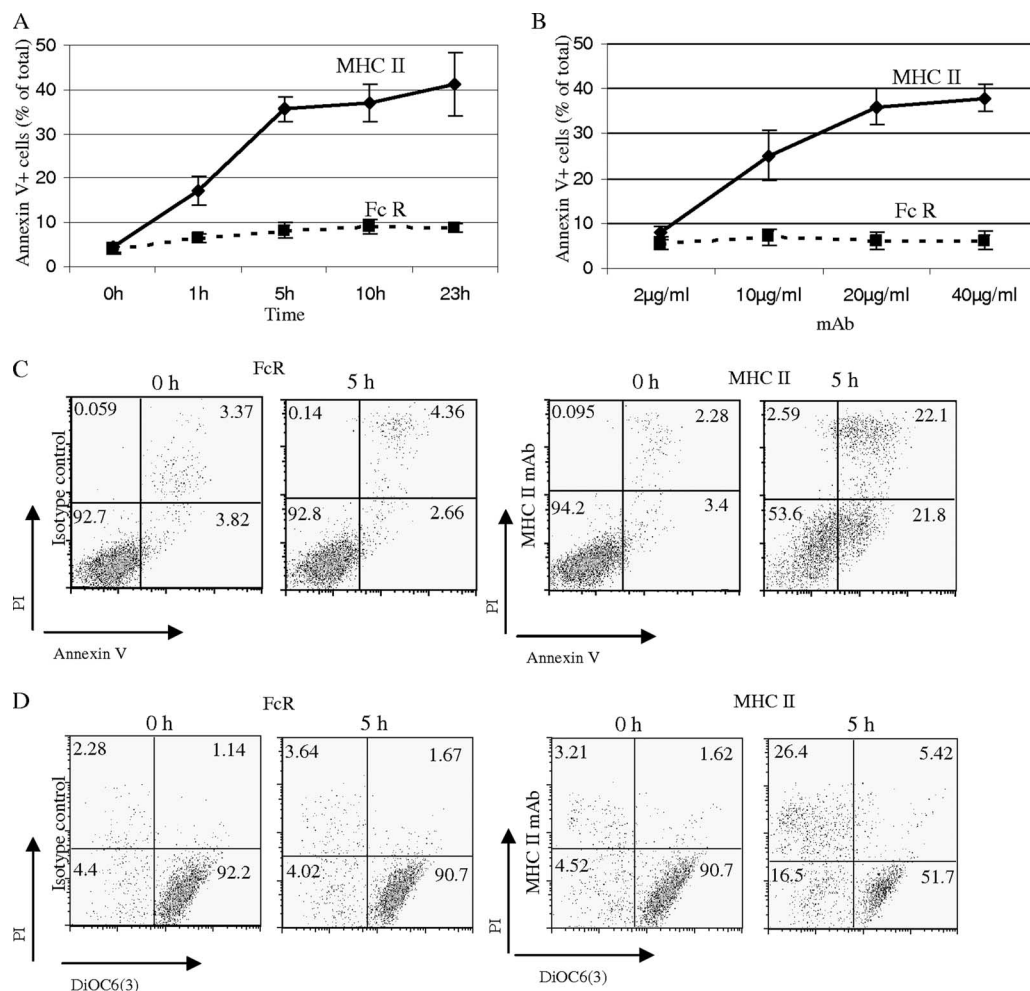 A
Annexin V+ cells (% of total)
50
40
30
20
10
0
MHC II
Fc R
0h 1h 5h 10h 23h
Time
B
Annexin V+ cells (% of total)
50
40
30
20
10
0
MHC II
Fc R
2µg/ml 10µg/ml 20µg/ml 40µg/ml
mAb
C
FcR
0 h 5 h
Isotype control
0.059 3.37
92.7 3.82
0.14 4.36
92.8 2.66
PI
Annexin V
MHC II
0 h 5 h
MHC II mAb
0.095 2.28
94.2 3.4
2.59 22.1
53.6 21.8
PI
Annexin V
D
FcR
0 h 5 h
Isotype control
2.28 1.14
4.4 92.2
3.64 1.67
4.02 90.7
PI
DiOC6(3)
MHC II
0 h 5 h
MHC II mAb
3.21 1.62
4.52 90.7
26.4 5.42
16.5 51.7
PI
DiOC6(3)